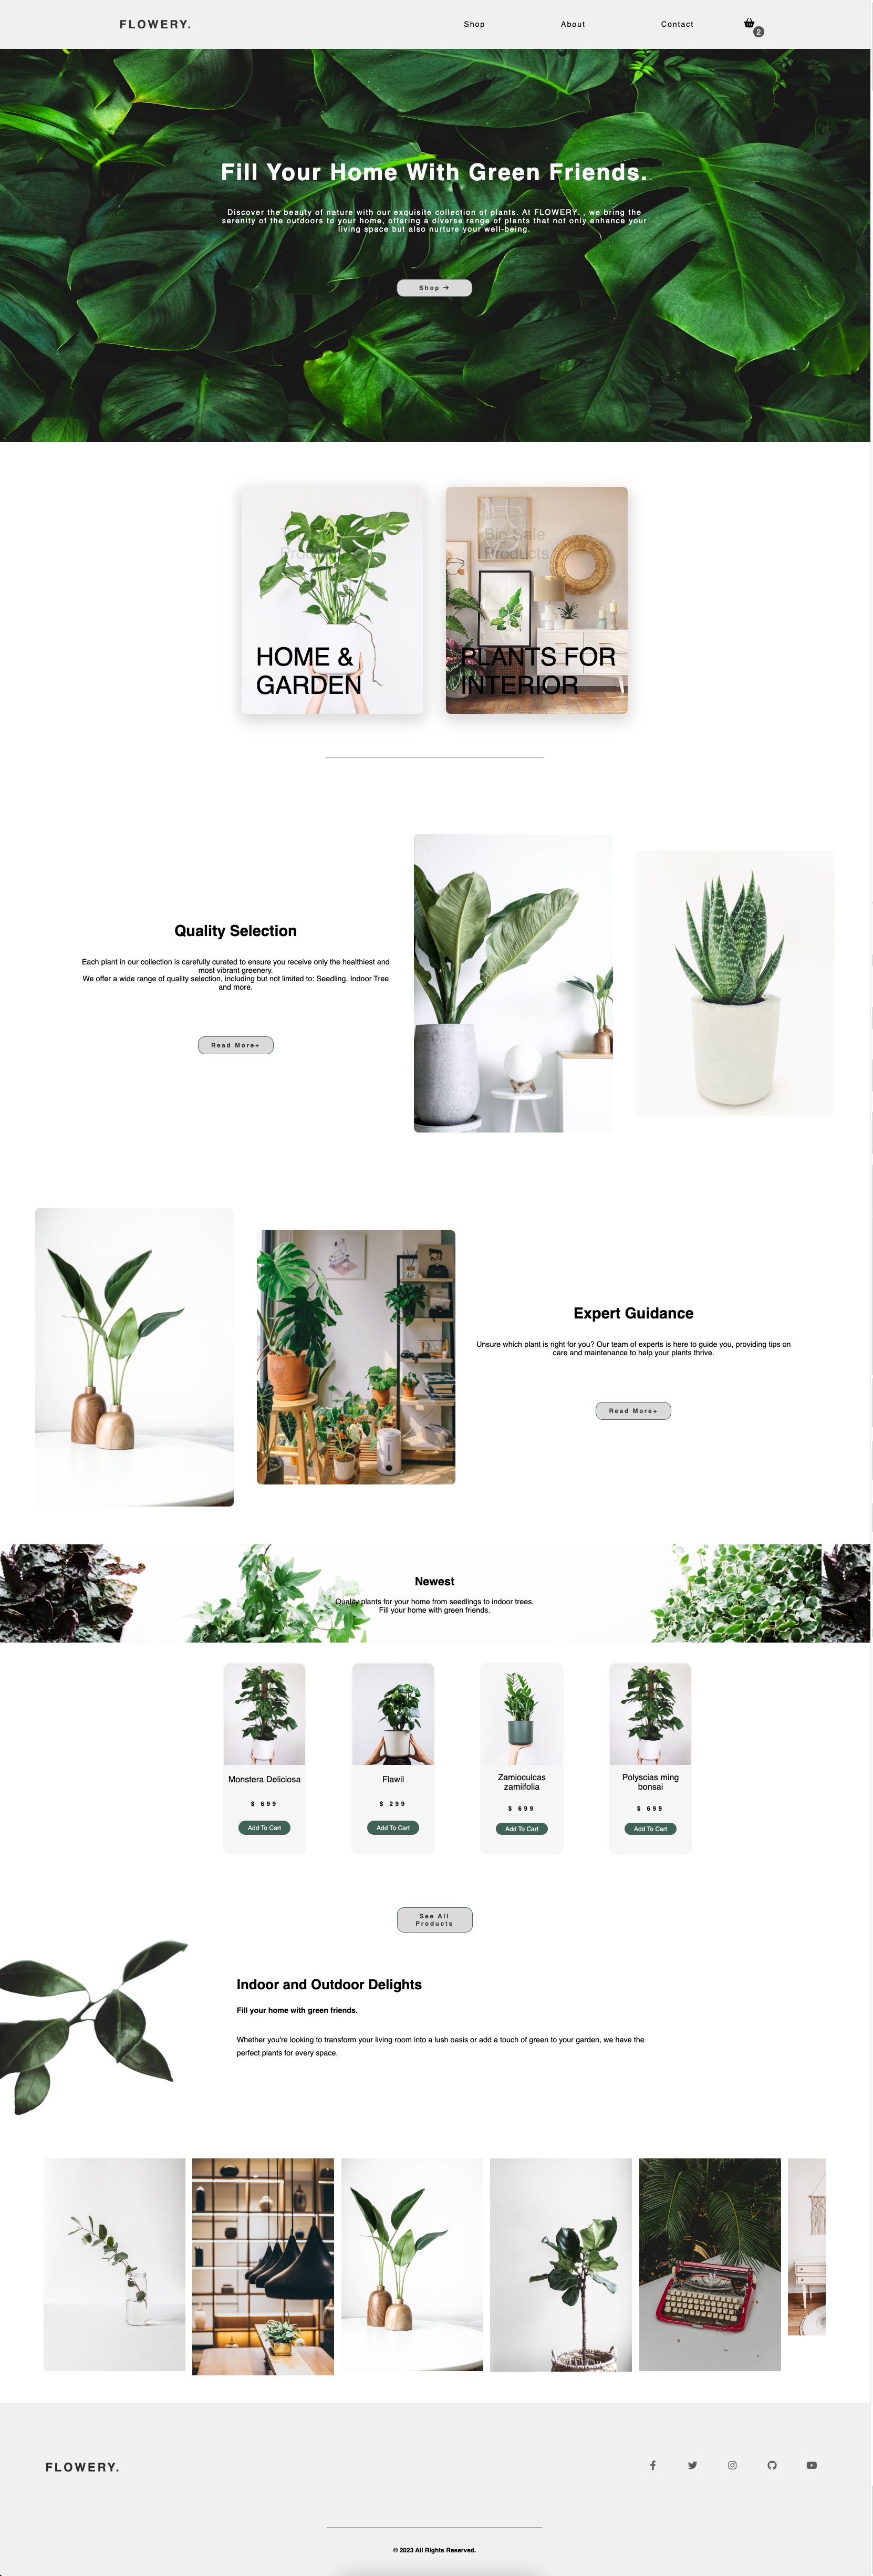 FLOWERY.
Shop
About
Contact
2
Fill Your Home With Green Friends.
Discover the beauty of nature with our exquisite collection of plants. At FLOWERY. , we bring the
serenity of the outdoors to your home, offering a diverse range of plants that not only enhance your
living space but also nurture your well-being.
Shop →
HOME &
GARDEN
Big Sale
Products
PLANTS FOR
INTERIOR
Quality Selection
Each plant in our collection is carefully curated to ensure you receive only the healthiest and
most vibrant greenery.
We offer a wide range of quality selection, including but not limited to: Seedling, Indoor Tree
and more.
Read More+
Expert Guidance
Unsure which plant is right for you? Our team of experts is here to guide you, providing tips on
care and maintenance to help your plants thrive.
Read More+
Newest
Quality plants for your home from seedlings to indoor trees.
Fill your home with green friends.
Monstera Deliciosa
$ 699
Add To Cart
Flawil
$ 299
Add To Cart
Zamioculcas
zamiifolia
$ 699
Add To Cart
Polyscias ming
bonsai
$ 699
Add To Cart
See All
Products
Indoor and Outdoor Delights
Fill your home with green friends.
Whether you're looking to transform your living room into a lush oasis or add a touch of green to your garden, we have the
perfect plants for every space.
FLOWERY.
© 2023 All Rights Reserved.